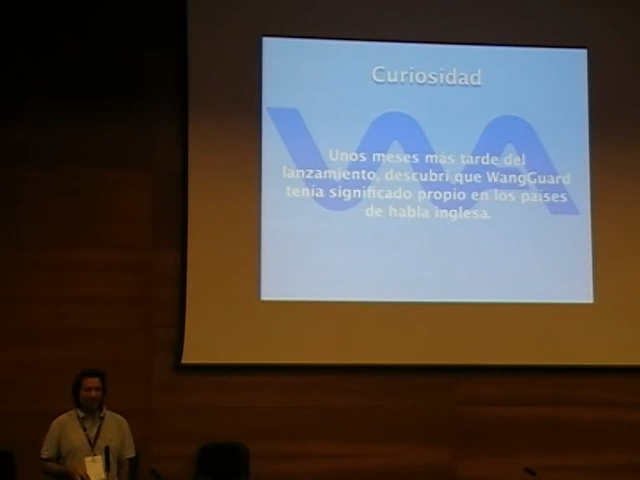 Curiosidad
Unos meses más tarde del
lanzamiento, descubrí que WangGuard
tenía significado propio en los países
de habla inglesa.